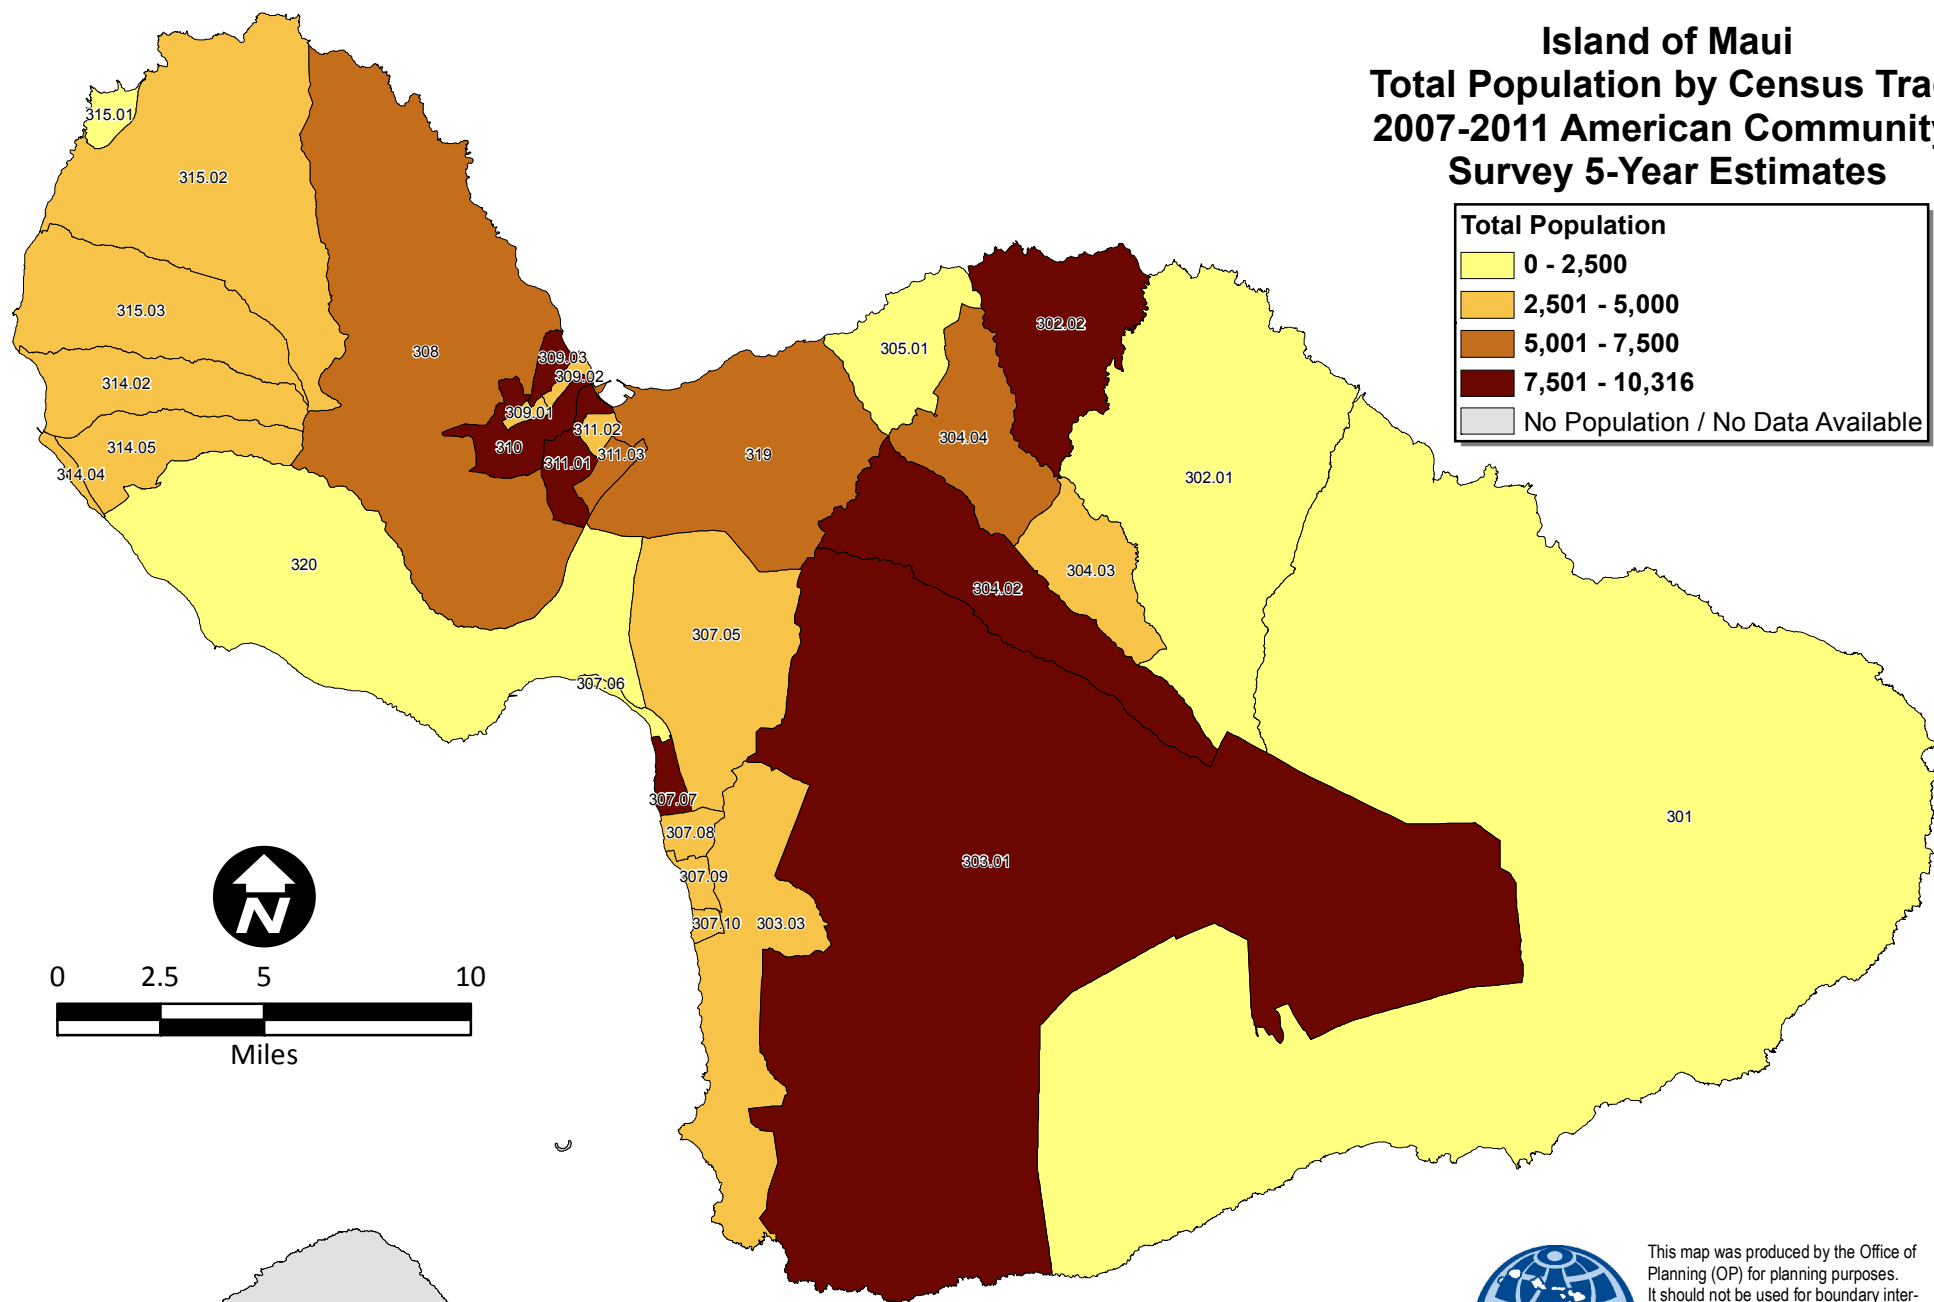 Island of Maui
Total Population by Census Tra
2007-2011 American Community
Survey 5-Year Estimates
Total Population
0 - 2,500
2,501 - 5,000
5,001 - 7,500
7,501 - 10,316
No Population / No Data Available
315.01
315.02
315.03
314.02
314.05
314.04
308
309.03
309.02
309.01
310
311.02
311.03
311.01
319
305.01
302.02
304.04
302.01
304.03
304.02
320
307.05
307.06
307.07
307.08
307.09
307.10
303.03
303.01
301
N
0 2.5 5 10
Miles
This map was produced by the Office of
Planning (OP) for planning purposes.
It should not be used for boundary inter-